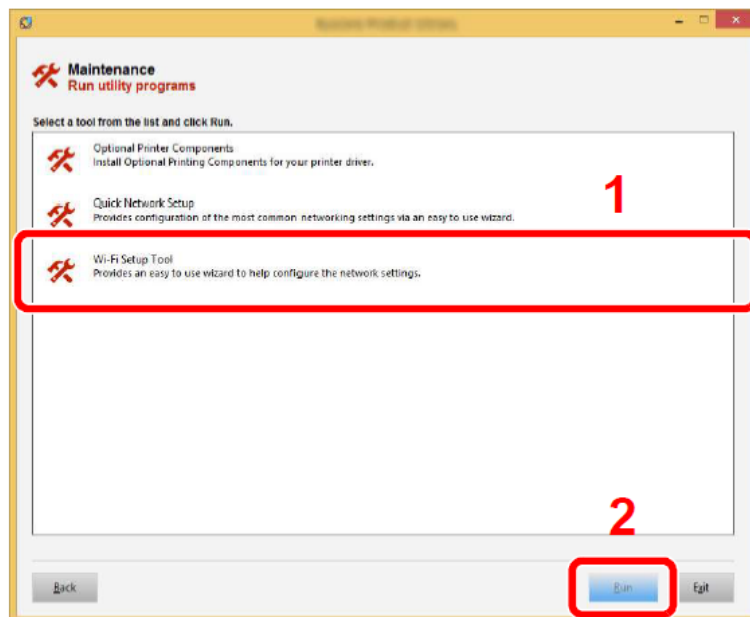 Maintenance
Run utility programs
Select a tool from the list and click Run.
Optional Printer Components
Install Optional Printing Components for your printer driver.
1
Quick Network Setup
Provides configuration of the most common networking settings via an easy to use wizard.
Wi-Fi Setup Tool
Provides an easy to use wizard to help configure the network settings.
2
Back
Run
Exit